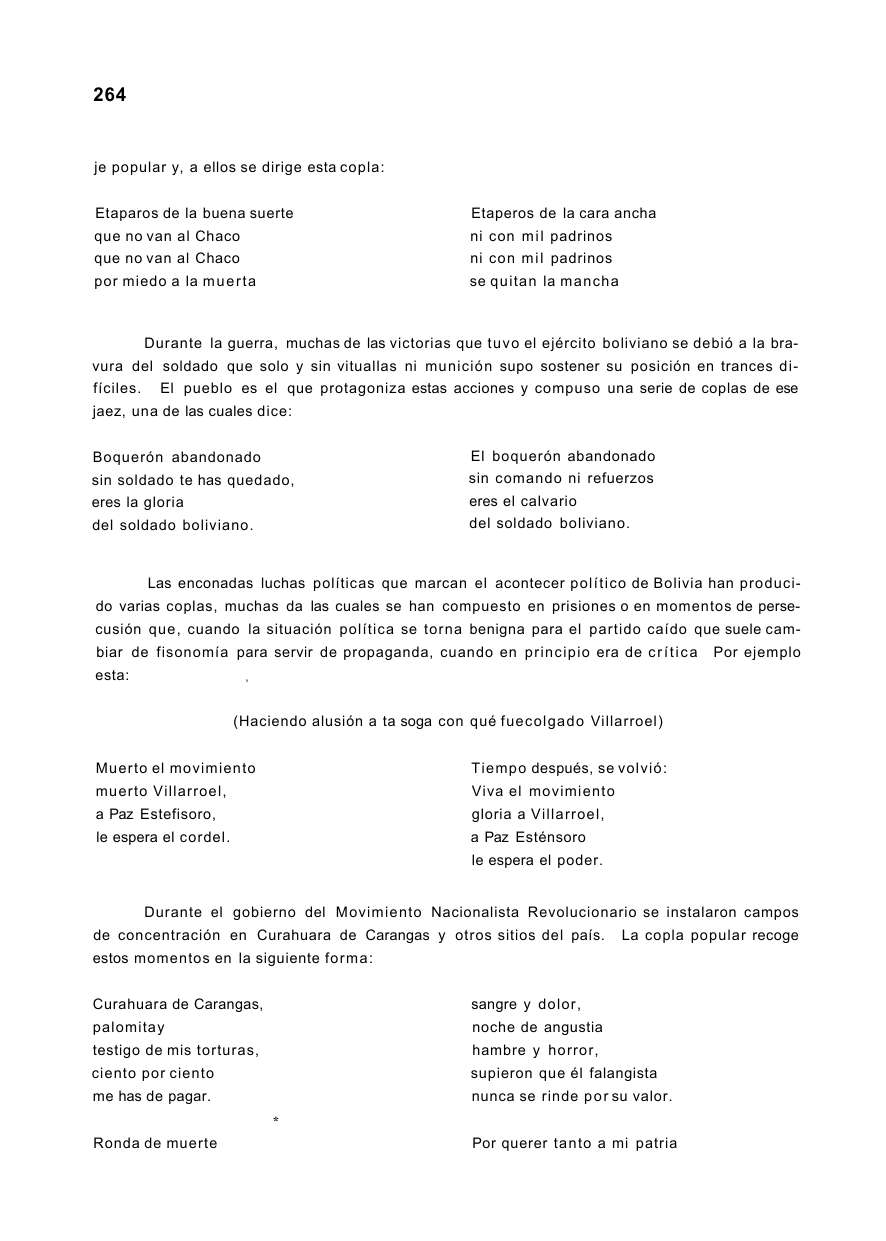 264
je popular y, a ellos se dirige esta copla:
Etaparos de la buena suerte
que no van al Chaco
que no van al Chaco
por miedo a la muerta
Etaperos de la cara ancha
ni con mil padrinos
ni con mil padrinos
se quitan la mancha
Durante la guerra, muchas de las victorias que tuvo el ejército boliviano se debió a la bra-
vura del soldado que solo y sin vituallas ni munición supo sostener su posición en trances di-
fíciles. El pueblo es el que protagoniza estas acciones y compuso una serie de coplas de ese
jaez, una de las cuales dice:
Boquerón abandonado
sin soldado te has quedado,
eres la gloria
del soldado boliviano.
El boquerón abandonado
sin comando ni refuerzos
eres el calvario
del soldado boliviano.
Las enconadas luchas políticas que marcan el acontecer político de Bolivia han produci-
do varias coplas, muchas da las cuales se han compuesto en prisiones o en momentos de perse-
cusión que, cuando la situación política se torna benigna para el partido caído que suele cam-
biar de fisonomía para servir de propaganda, cuando en principio era de crítica Por ejemplo
esta:
(Haciendo alusión a ta soga con qué fuecolgado Villarroel)
Muerto el movimiento
muerto Villarroel,
a Paz Estefisoro,
le espera el cordel.
Tiempo después, se volvió:
Viva el movimiento
gloria a Villarroel,
a Paz Esténsoro
le espera el poder.
Durante el gobierno del Movimiento Nacionalista Revolucionario se instalaron campos
de concentración en Curahuara de Carangas y otros sitios del país. La copla popular recoge
estos momentos en la siguiente forma:
Curahuara de Carangas,
palomitay
testigo de mis torturas,
ciento por ciento
me has de pagar.
*
Ronda de muerte
sangre y dolor,
noche de angustia
hambre y horror,
supieron que él falangista
nunca se rinde por su valor.
Por querer tanto a mi patria